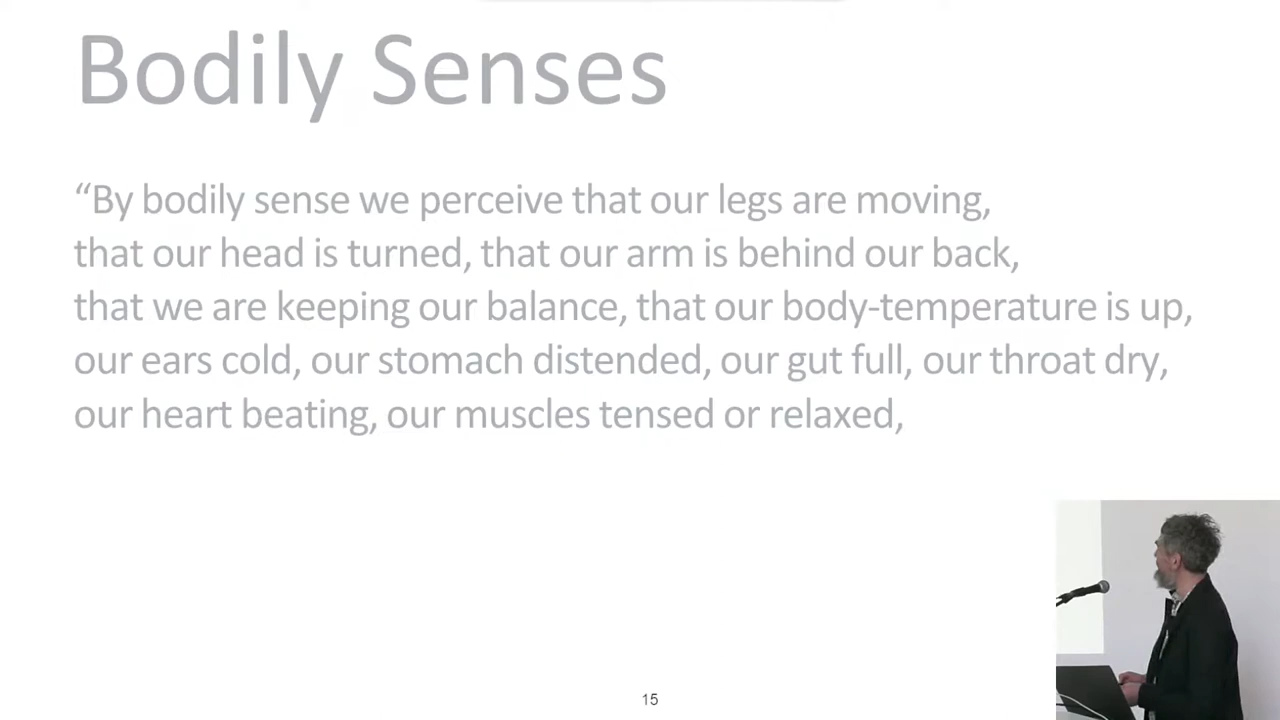 Bodily Senses
“By bodily sense we perceive that our legs are moving,
that our head is turned, that our arm is behind our back,
that we are keeping our balance, that our body-temperature is up,
our ears cold, our stomach distended, our gut full, our throat dry,
our heart beating, our muscles tensed or relaxed,
15